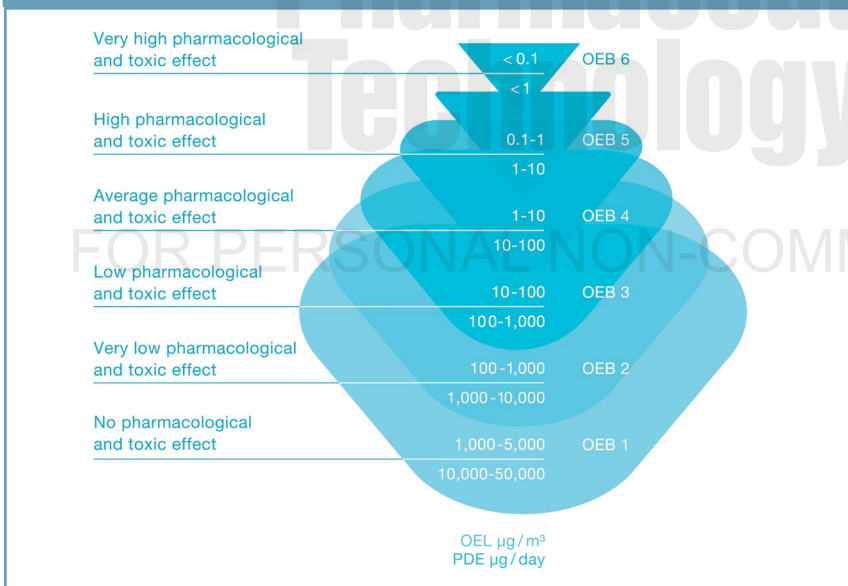 Pharmaceutical
Technology
Very high pharmacological
and toxic effect
<0.1
OEB 6
<1
High pharmacological
and toxic effect
0.1-1
OEB 5
1-10
Average pharmacological
and toxic effect
1-10
OEB 4
10-100
FOR PERSONAL NON-COMM
Low pharmacological
and toxic effect
10-100
OEB 3
100-1,000
Very low pharmacological
and toxic effect
100-1,000
OEB 2
1,000-10,000
No pharmacological
and toxic effect
1,000-5,000
OEB 1
10,000-50,000
OEL µg/m³
PDE µg/day